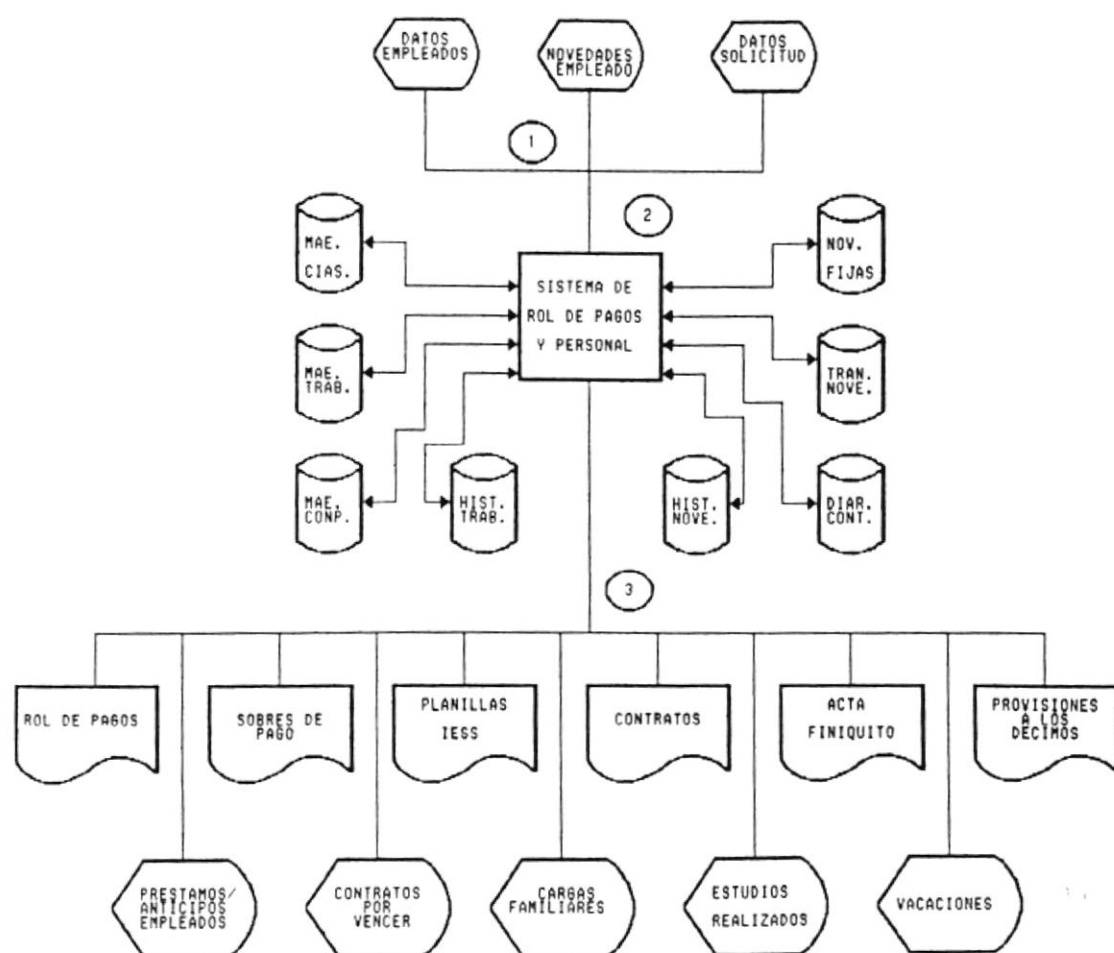 DATOS
EMPLEADOS
NOVEDADES
EMPLEADO
DATOS
SOLICITUD
1
2
MAE.
CIAS.
NOV.
FIJAS
SISTEMA DE
ROL DE PAGOS
Y PERSONAL
MAE.
TRAB.
TRAN.
NOVE.
MAE.
CONP.
HIST.
TRAB.
HIST.
NOVE.
DIAR.
CONT.
3
ROL DE PAGOS
SOBRES DE
PAGO
PLANILLAS
IESS
CONTRATOS
ACTA
FINIQUITO
PROVISIONES
A LOS
DECIMOS
PRESTAMOS/
ANTICIPOS
EMPLEADOS
CONTRATOS
POR
VENCER
CARGAS
FAMILIARES
ESTUDIOS
REALIZADOS
VACACIONES